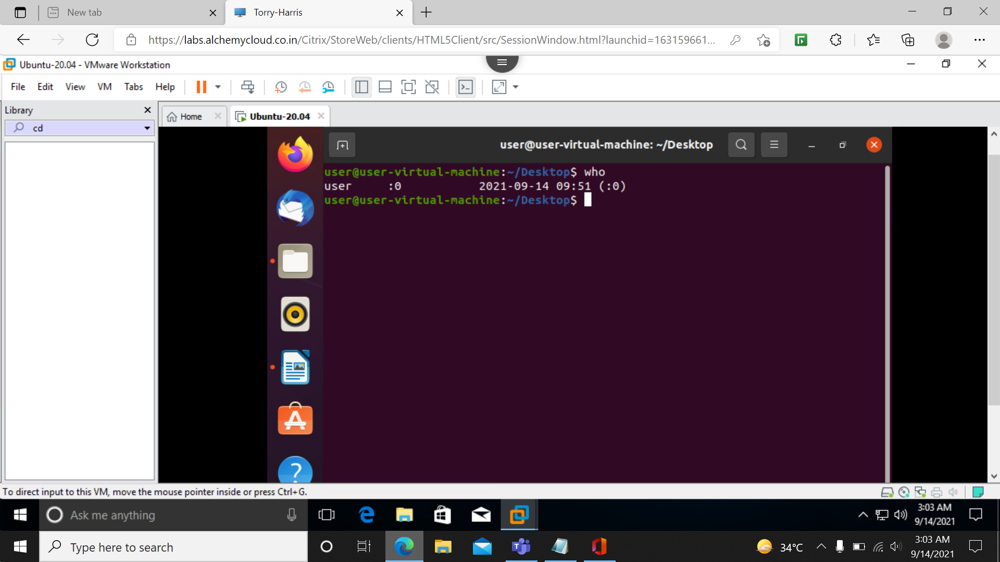 New tab
Torry-Harris
https://labs.alchemycloud.co.in/Citrix/StoreWeb/clients/HTML5Client/src/SessionWindow.html?launchid=163159661...
Ubuntu-20.04 - VMware Workstation
File Edit View VM Tabs Help
Library
cd
Home
Ubuntu-20.04
user@user-virtual-machine: ~/Desktop
user@user-virtual-machine:~/Desktop$ who
user :0 2021-09-14 09:51 (:0)
user@user-virtual-machine:~/Desktop$
To direct input to this VM, move the mouse pointer inside or press Ctrl+G.
Ask me anything
3:03 AM
9/14/2021
Type here to search
34°C
3:03 AM
9/14/2021